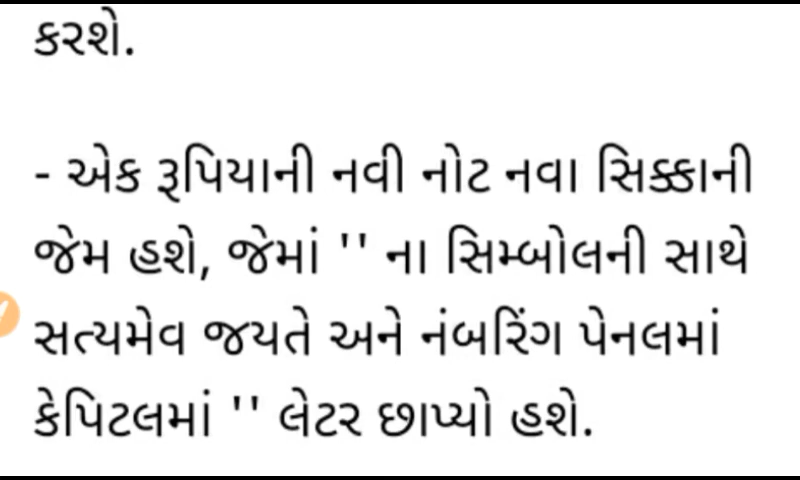 કરશે.
- એક રૂપિયાની નવી નોટ નવા સિક્કાની
જેમ હશે, જેમાં '' ના સિમ્બોલની સાથે
સત્યમેવ જયતે અને નંબરિંગ પેનલમાં
કેપિટલમાં '' લેટર છાપ્યો હશે.